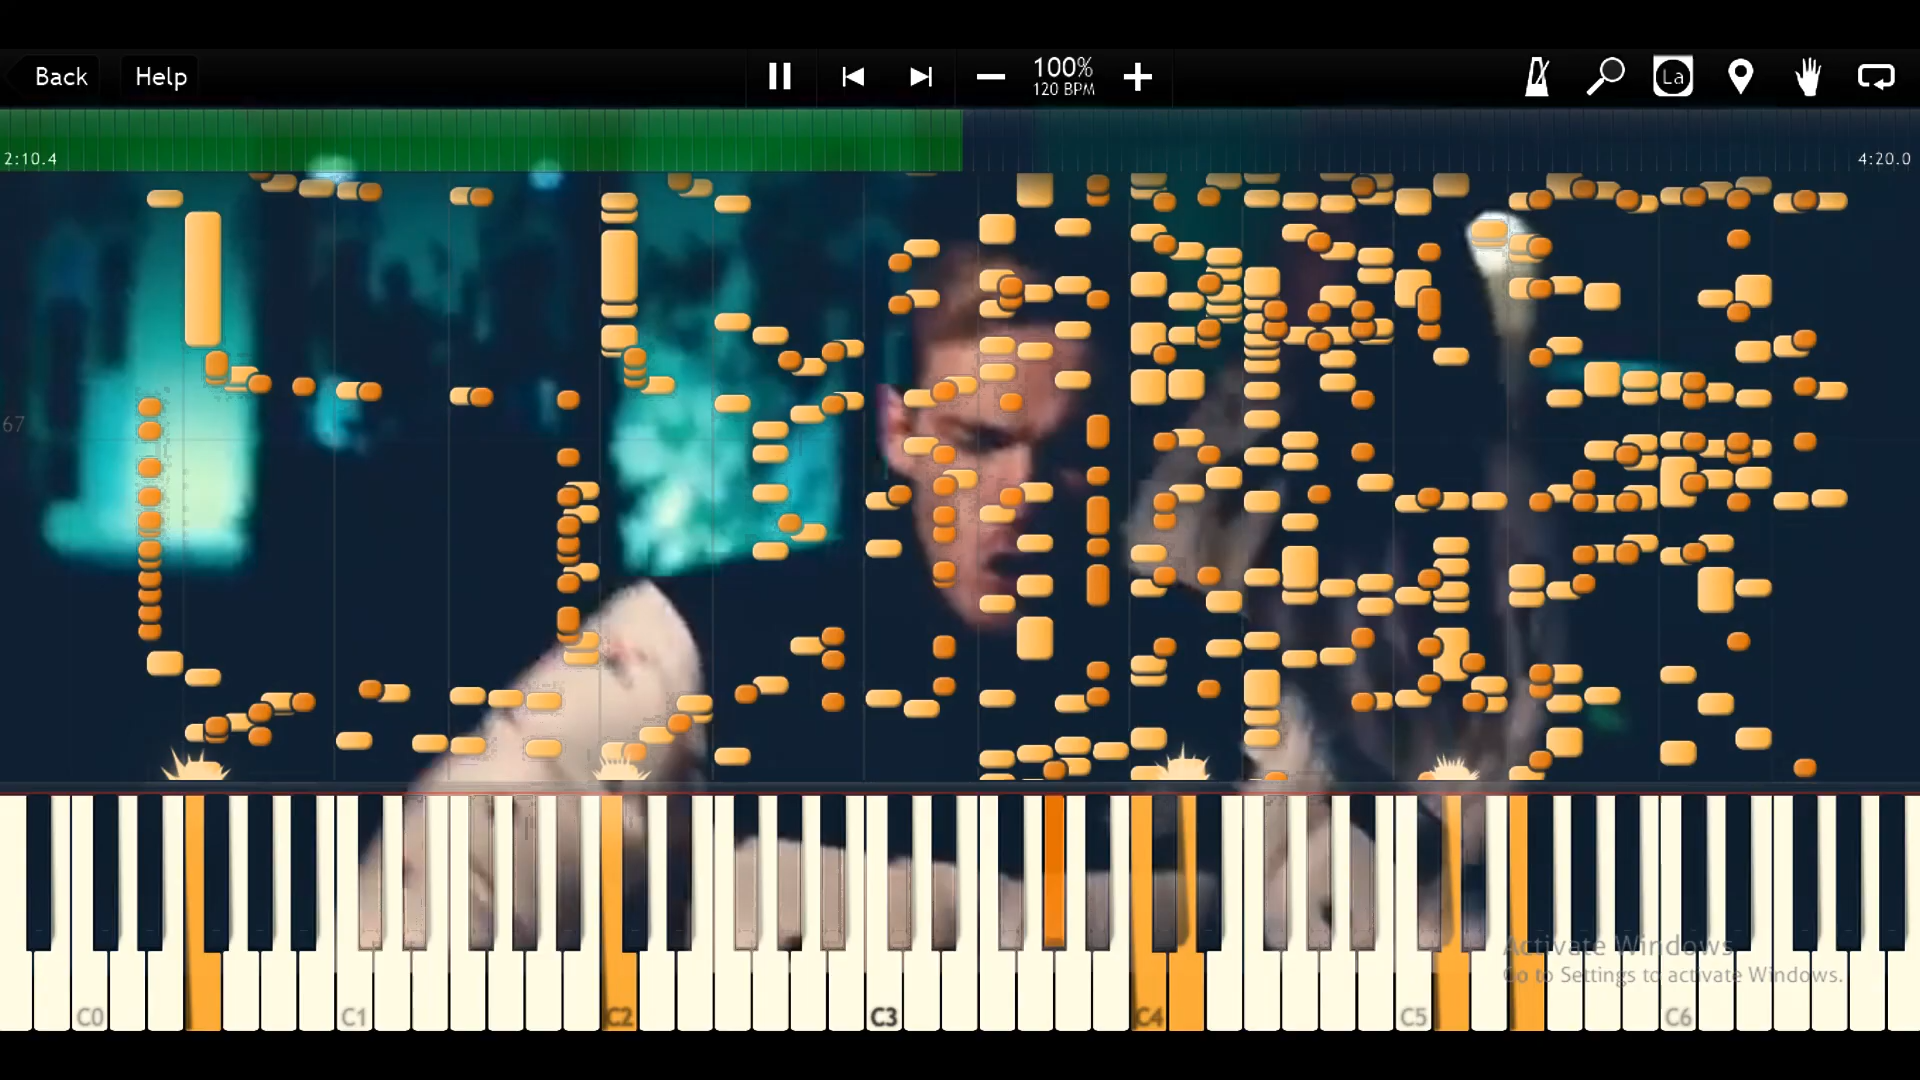 Back Help 100%
120 BPM
La
2:10.4 4:20.0
67
Activate Windows
Go to Settings to activate Windows.
C0 C1 C2 C3 C4 C5 C6